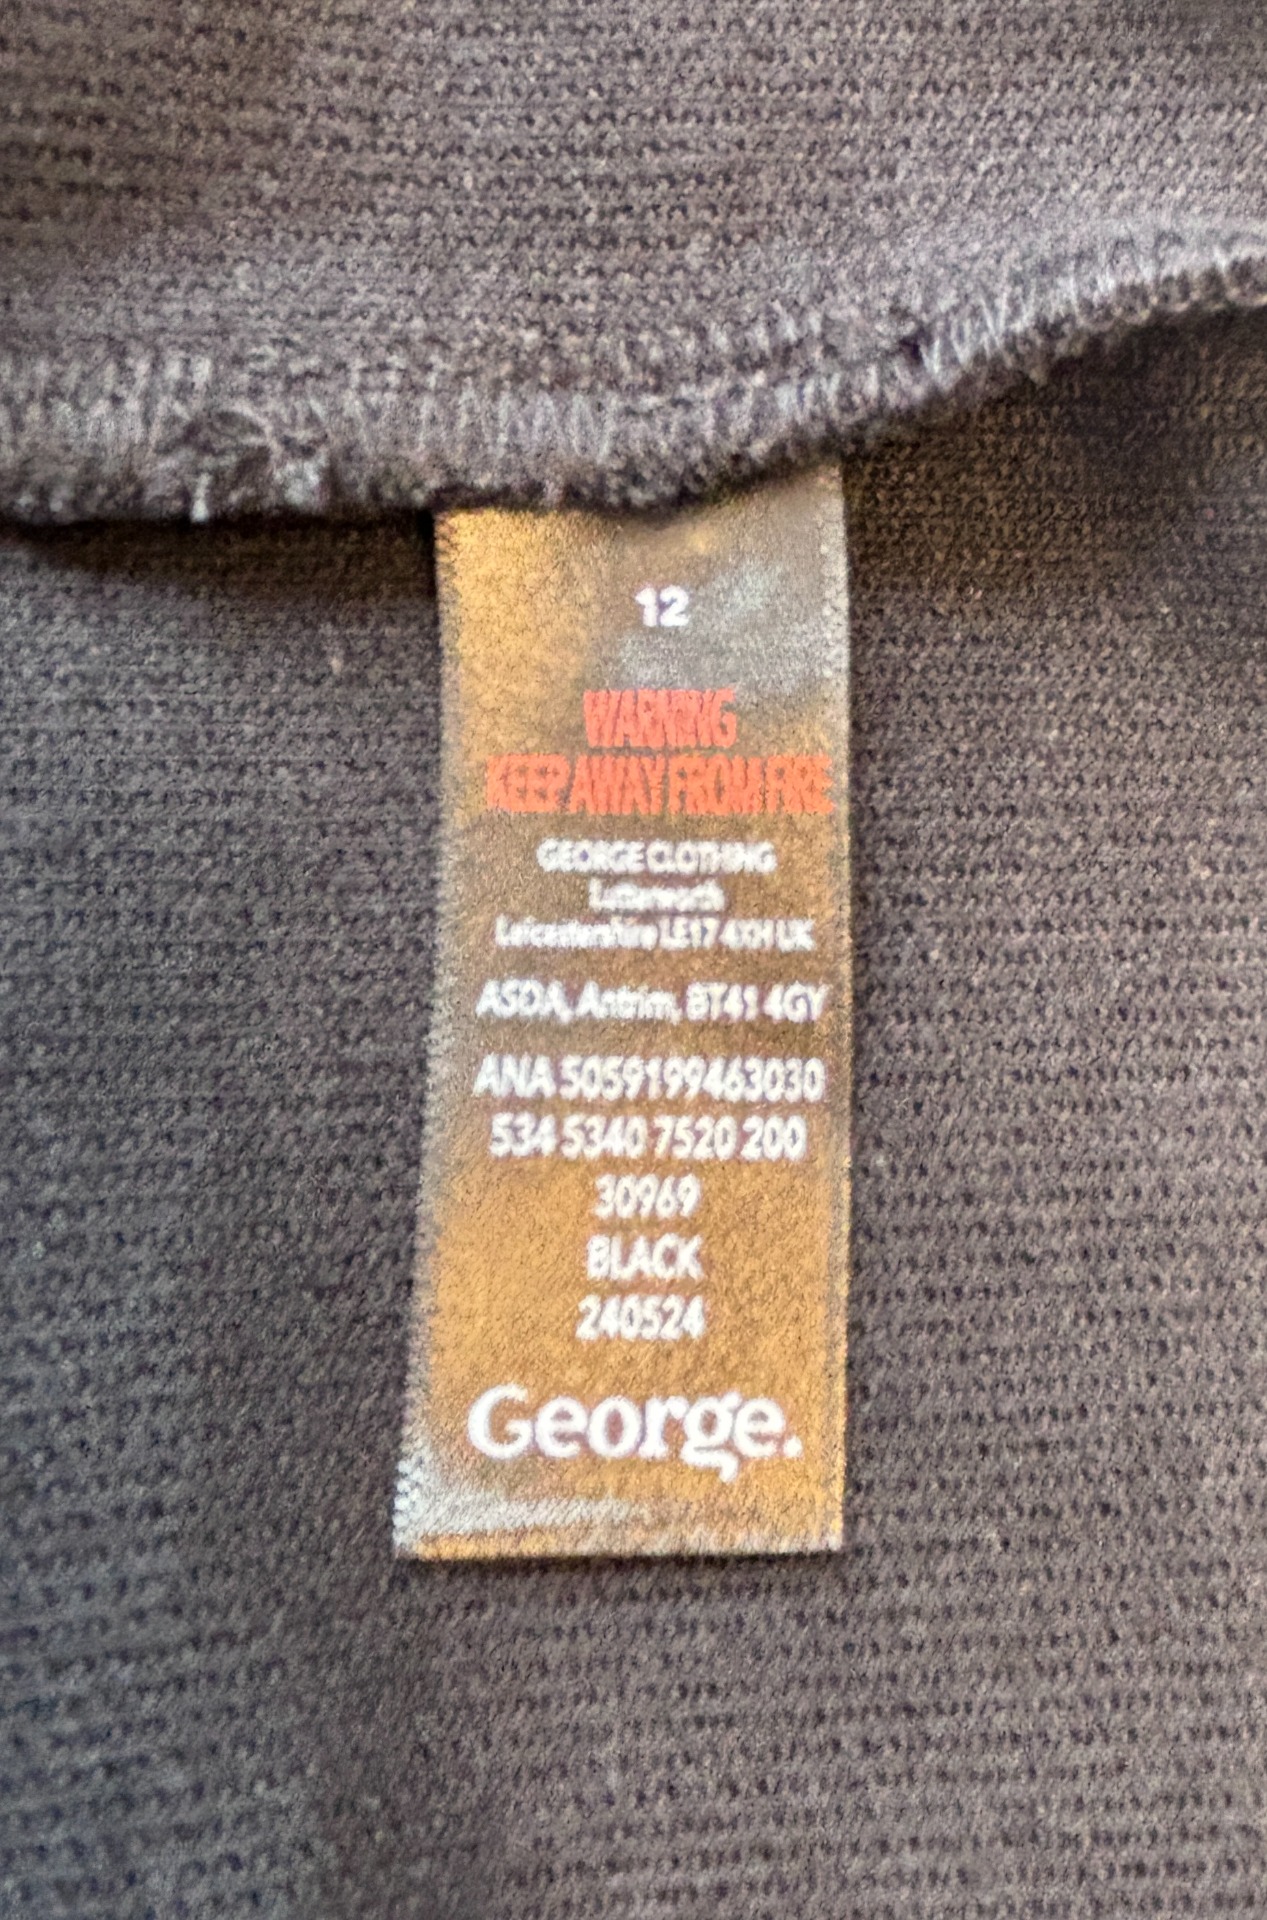 12
WARNING
KEEP AWAY FROM FIRE
GEORGE CLOTHING
Lutterworth
Leicestershire LE17 4XH UK
ASDA, Antrim, BT41 4GY
ANA 5059199463030
534 5340 7520 200
30969
BLACK
240524
George.